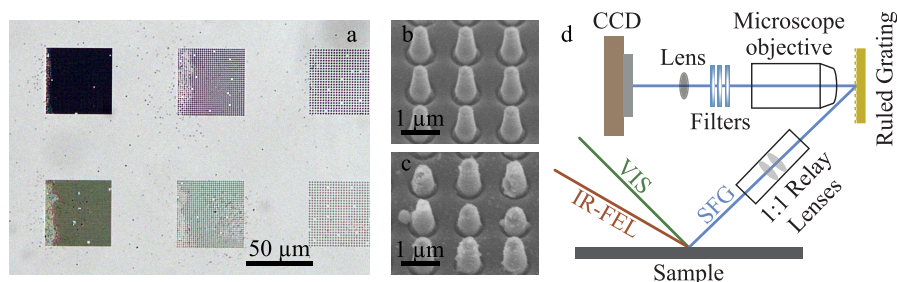 a
50 µm
b
1 µm
c
1 µm
d
CCD
Lens
Filters
Microscope
objective
Ruled Grating
VIS
IR-FEL
SFG
1:1 Relay
Lenses
Sample